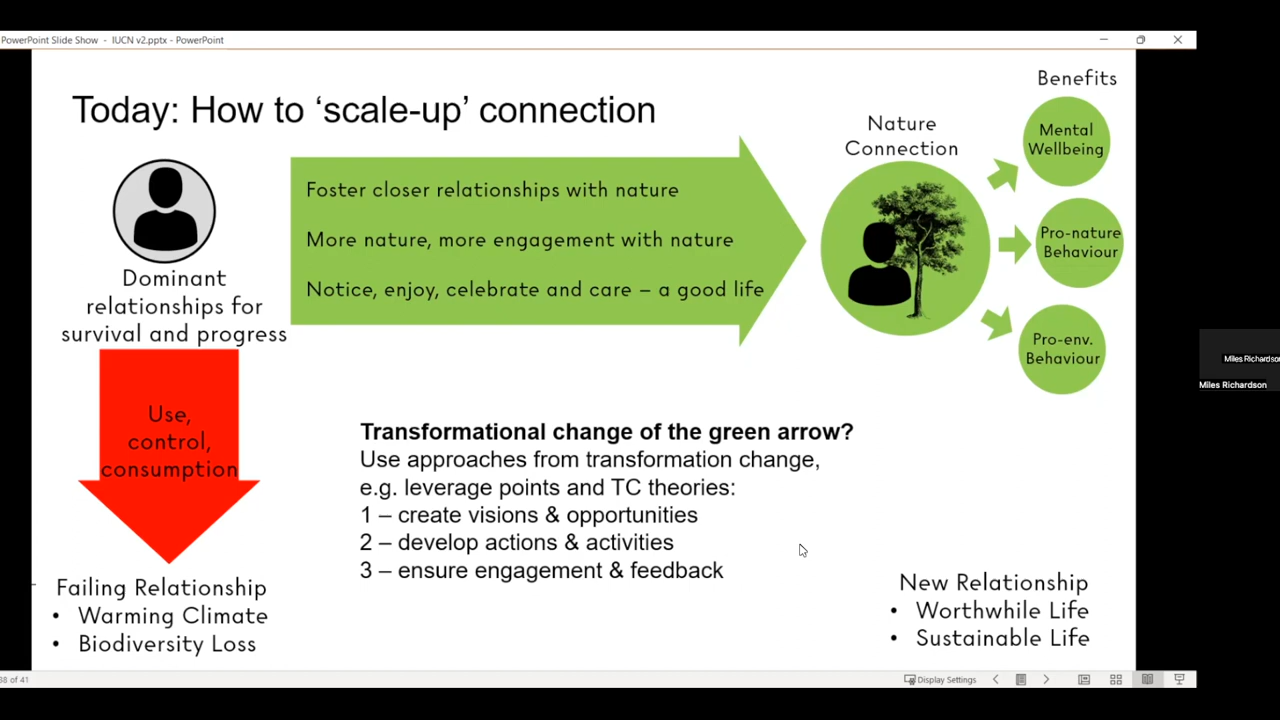 PowerPoint Slide Show - IUCN v2.pptx - PowerPoint
Today: How to ‘scale-up’ connection
Dominant
relationships for
survival and progress
Foster closer relationships with nature
More nature, more engagement with nature
Notice, enjoy, celebrate and care – a good life
Nature
Connection
Benefits
Mental
Wellbeing
Pro-nature
Behaviour
Pro-env.
Behaviour
Use,
control,
consumption
Failing Relationship
• Warming Climate
• Biodiversity Loss
Transformational change of the green arrow?
Use approaches from transformation change,
e.g. leverage points and TC theories:
1 – create visions & opportunities
2 – develop actions & activities
3 – ensure engagement & feedback
New Relationship
• Worthwhile Life
• Sustainable Life
Miles Richardson
Miles Richardson
38 of 41
Display Settings